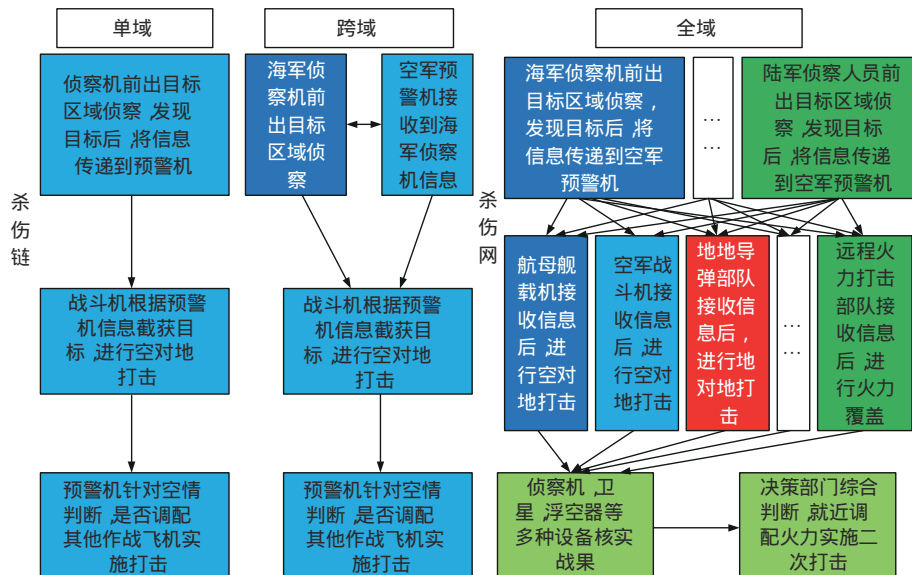 单域
侦察机前出目标
区域侦察,发现
目标后,将信息
传递到预警机
杀
伤
链
战斗机根据预警
机信息截获目
标,进行空对地
打击
预警机针对空情
判断,是否调配
其他作战飞机实
施打击
跨域
海军侦
察机前
出目标
区域侦
察
空军预
警机接
收到海
军侦察
机信息
战斗机根据预警
机信息截获目
标,进行空对地
打击
预警机针对空情
判断,是否调配
其他作战飞机实
施打击
全域
海军侦察机前出
目标区域侦察,
发现目标后,将
信息传递到空军
预警机
…
…
陆军侦察人员前
出目标区域侦
察,发现目标
后,将信息传递
到空军预警机
杀
伤
网
航母舰
载机接
收信息
后,进
行空对
地打击
空军战
斗机接
收信息
后,进
行空对
地打击
地地导
弹部队
接收信
息后,
进行地
对地打
击
…
…
远程火
力打击
部队接
收信息
后,进
行火力
覆盖
侦察机,卫
星,浮空器等
多种设备核实
战果
决策部门综合
判断,就近调
配火力实施二
次打击